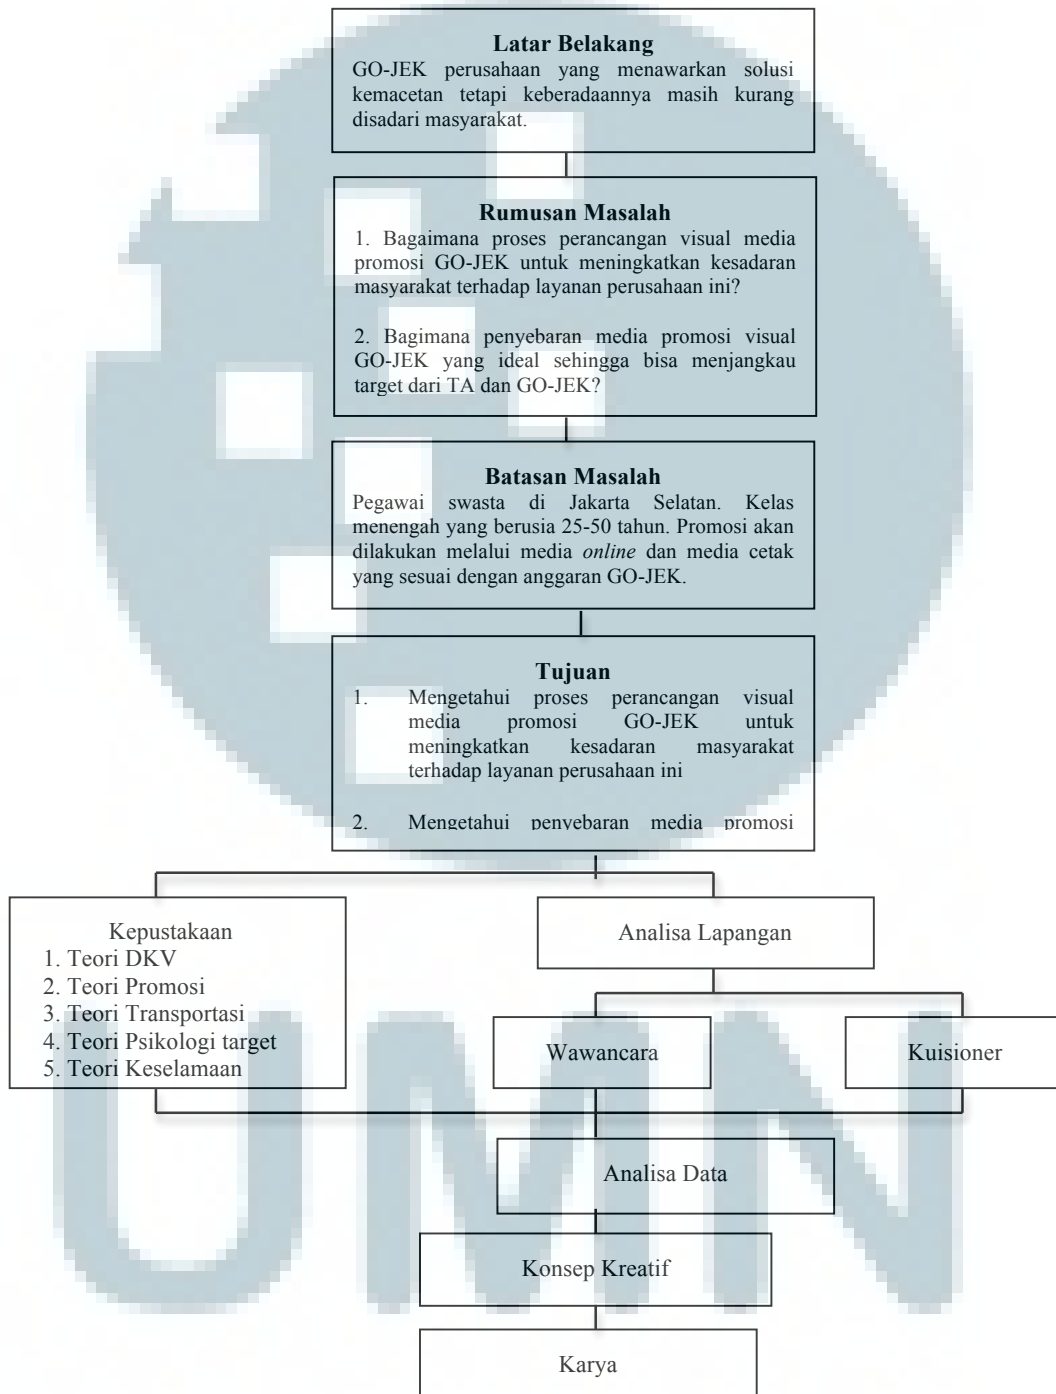 Latar Belakang
GO-JEK perusahaan yang menawarkan solusi
kemacetan tetapi keberadaannya masih kurang
disadari masyarakat.
Rumusan Masalah
1. Bagaimana proses perancangan visual media
promosi GO-JEK untuk meningkatkan kesadaran
masyarakat terhadap layanan perusahaan ini?
2. Bagimana penyebaran media promosi visual
GO-JEK yang ideal sehingga bisa menjangkau
target dari TA dan GO-JEK?
Batasan Masalah
Pegawai swasta di Jakarta Selatan. Kelas
menengah yang berusia 25-50 tahun. Promosi akan
dilakukan melalui media online dan media cetak
yang sesuai dengan anggaran GO-JEK.
Tujuan
1. Mengetahui proses perancangan visual
media promosi GO-JEK untuk
meningkatkan kesadaran masyarakat
terhadap layanan perusahaan ini
2. Mengetahui penyebaran media promosi
Kepustakaan
1. Teori DKV
2. Teori Promosi
3. Teori Transportasi
4. Teori Psikologi target
5. Teori Keselamaan
Analisa Lapangan
Wawancara
Kuisioner
Analisa Data
Konsep Kreatif
Karya
UMN